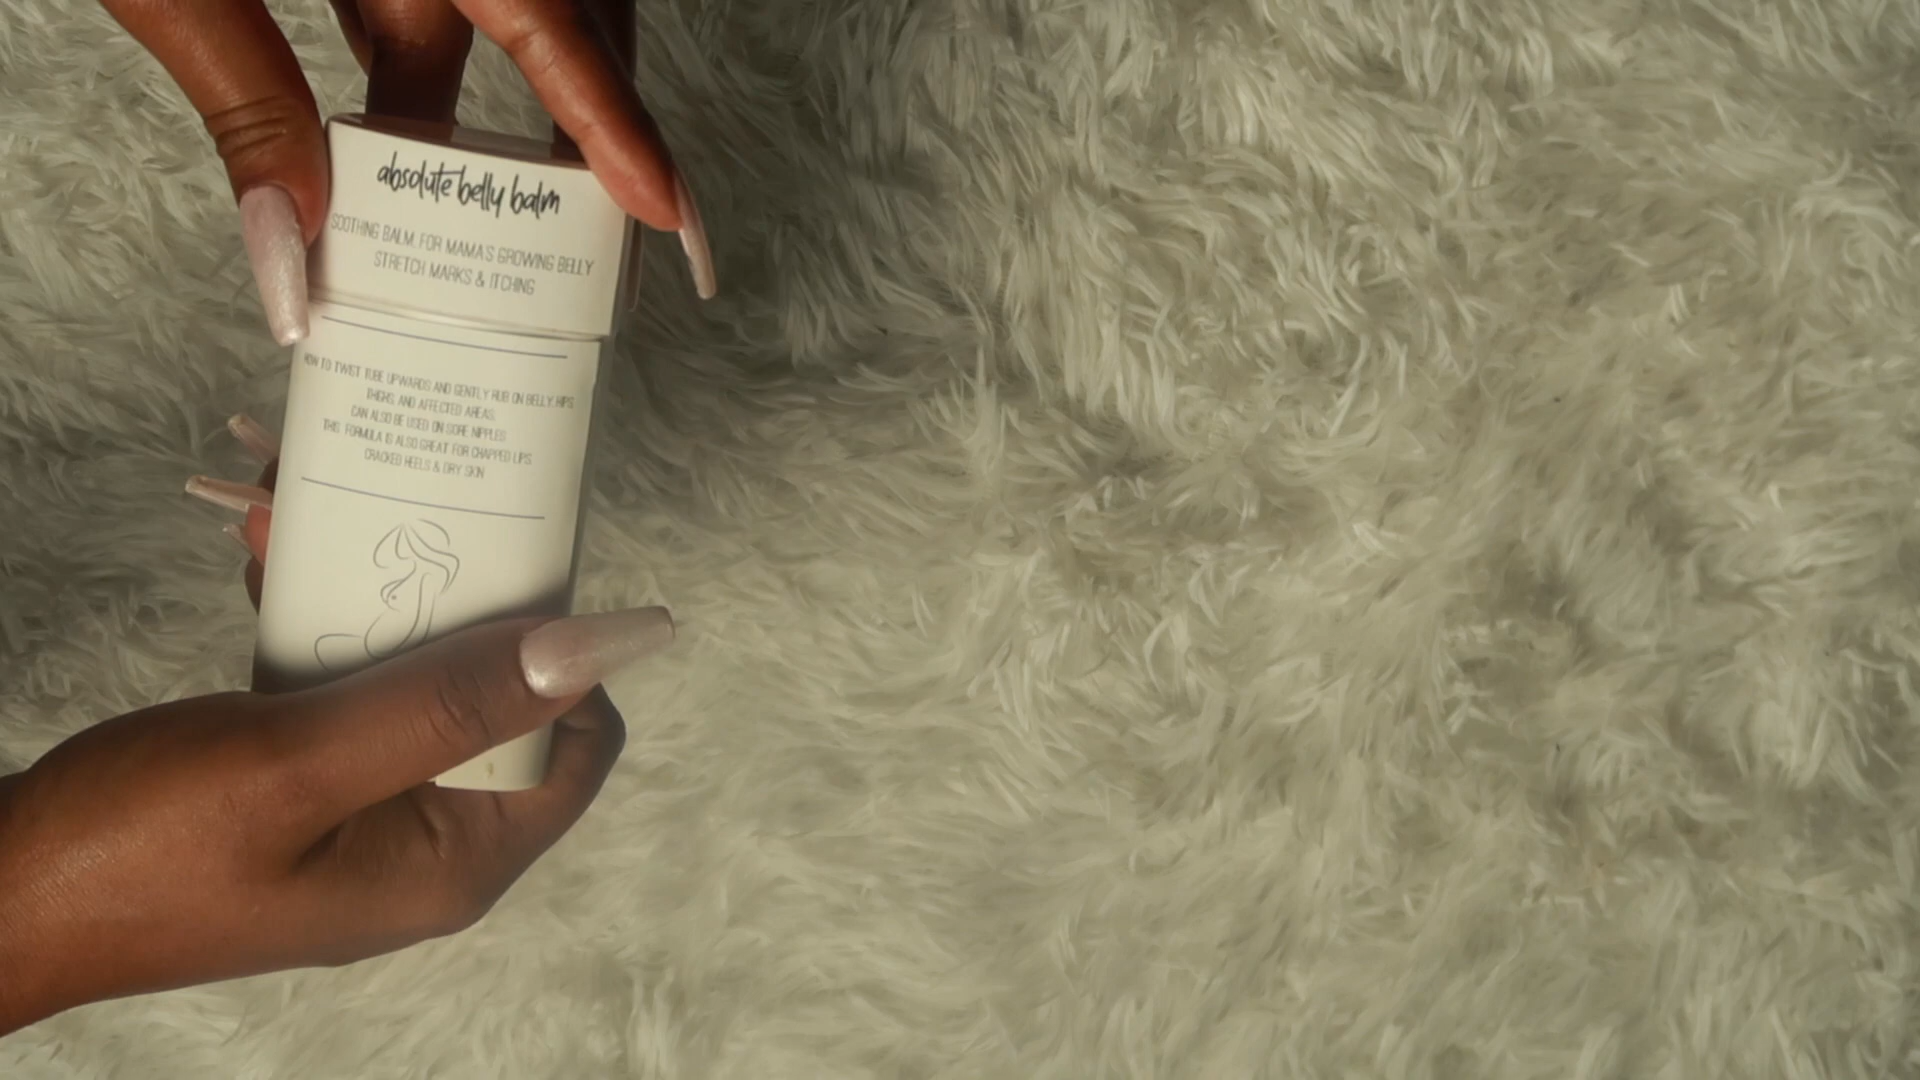 absolute belly balm
SOOTHING BALM. FOR MAMA'S GROWING BELLY
STRETCH MARKS & ITCHING
HOW TO TWIST TUBE UPWARDS AND GENTLY RUB ON BELLY, HIPS,
THIGHS AND AFFECTED AREAS.
CAN ALSO BE USED ON SORE NIPPLES
THIS FORMULA IS ALSO GREAT FOR CHAPPED LIPS
CRACKED HEELS & DRY SKIN